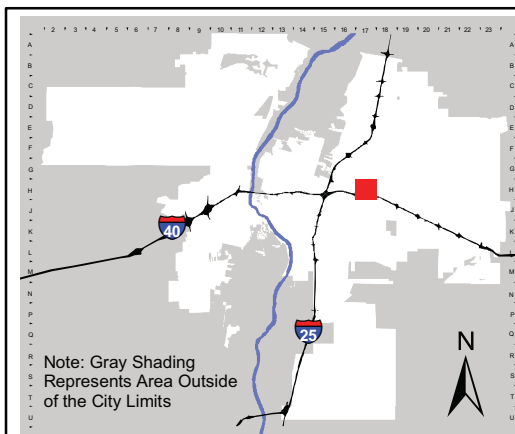 2 3 4 5 6 7 8 9 10 11 12 13 14 15 16 17 18 19 20 21 22 23
A A
B B
C C
D D
E E
F F
G G
H H
J J
K K
L L
M M
N N
P P
Q Q
R R
S S
T T
U U
40
25
N
Note: Gray Shading
Represents Area Outside
of the City Limits